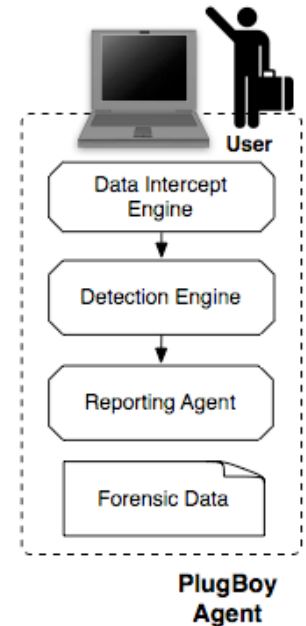 User
Data Intercept
Engine
Detection Engine
Reporting Agent
Forensic Data
PlugBoy
Agent